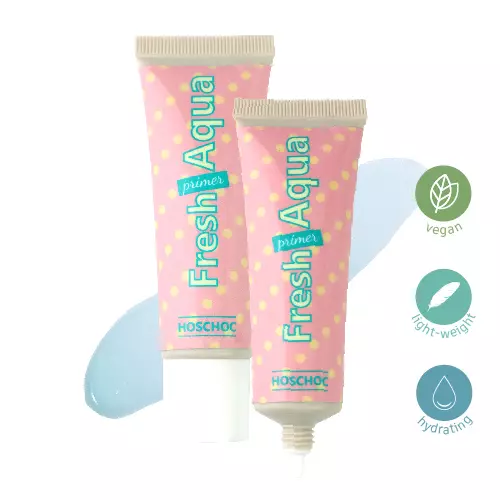 Fresh Aqua
primer
HOSCHOC
Fresh Aqua
primer
HOSCHOC
vegan
light-weight
hydrating